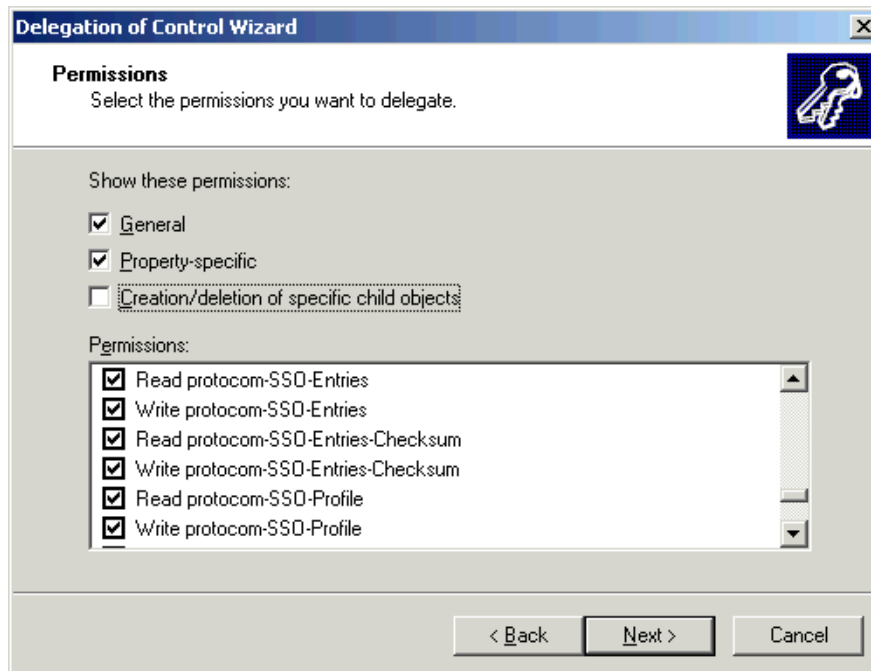 Delegation of Control Wizard
Permissions
Select the permissions you want to delegate.
Show these permissions:
General
Property-specific
Creation/deletion of specific child objects
Permissions:
Read protocom-SSO-Entries
Write protocom-SSO-Entries
Read protocom-SSO-Entries-Checksum
Write protocom-SSO-Entries-Checksum
Read protocom-SSO-Profile
Write protocom-SSO-Profile
< Back Next > Cancel